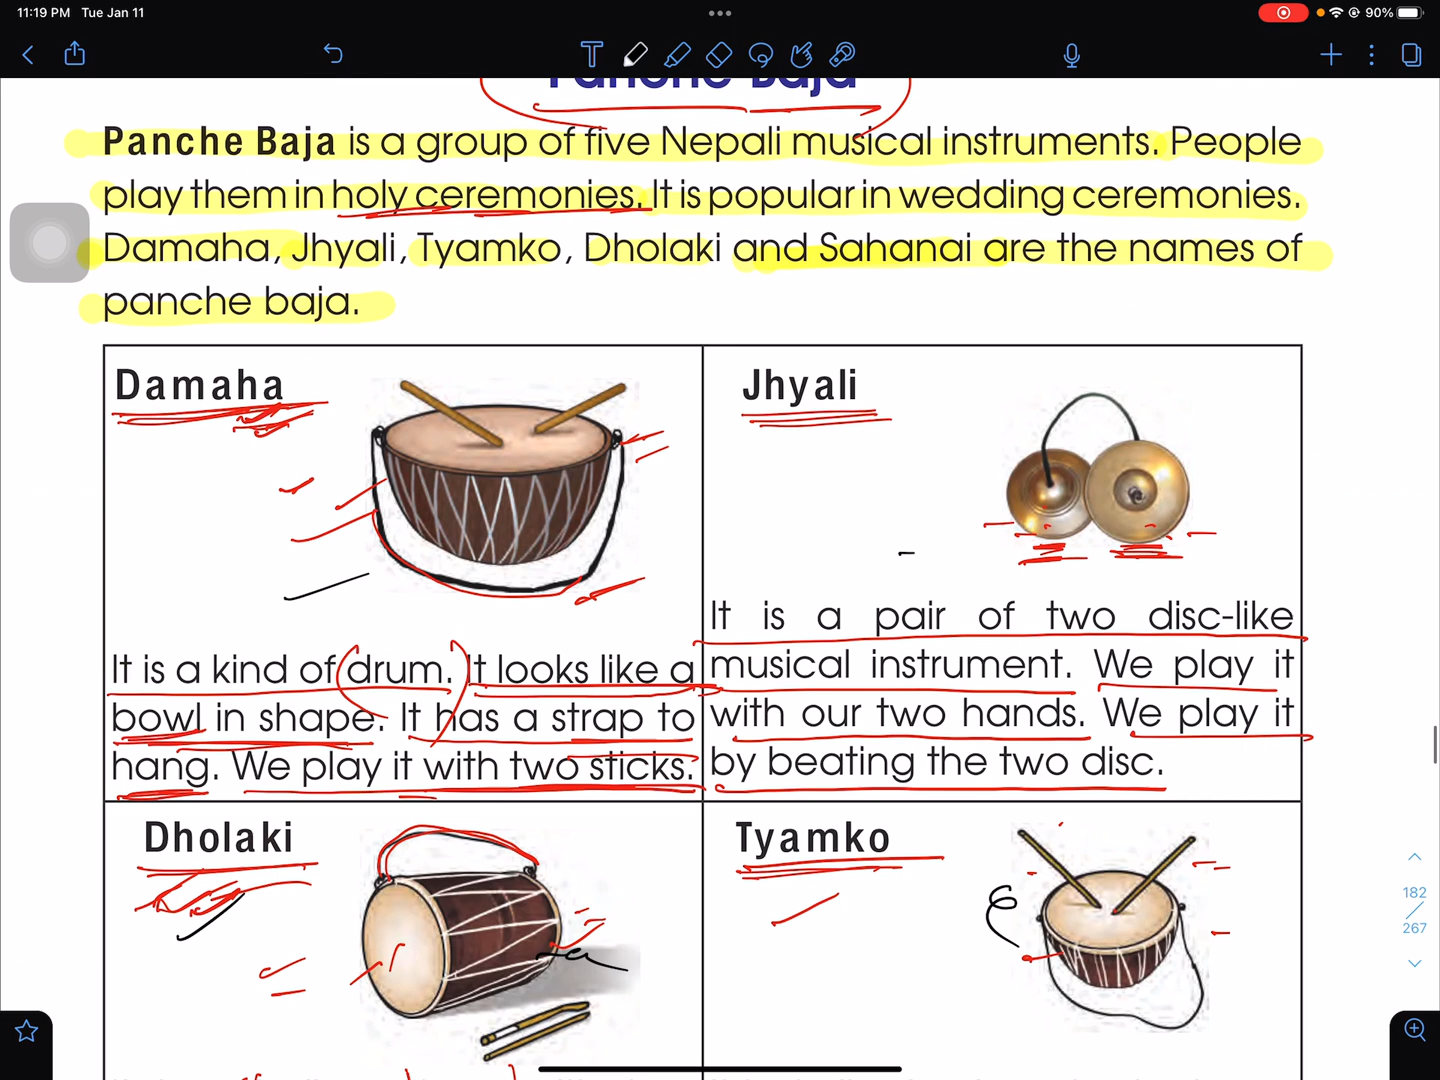 11:19 PM Tue Jan 11
90%
Panche Baja
Panche Baja is a group of five Nepali musical instruments. People
play them in holy ceremonies. It is popular in wedding ceremonies.
Damaha, Jhyali, Tyamko, Dholaki and Sahanai are the names of
panche baja.
Damaha
It is a kind of drum. It looks like a
bowl in shape. It has a strap to
hang. We play it with two sticks.
Jhyali
It is a pair of two disc-like
musical instrument. We play it
with our two hands. We play it
by beating the two disc.
Dholaki
Tyamko
182
267